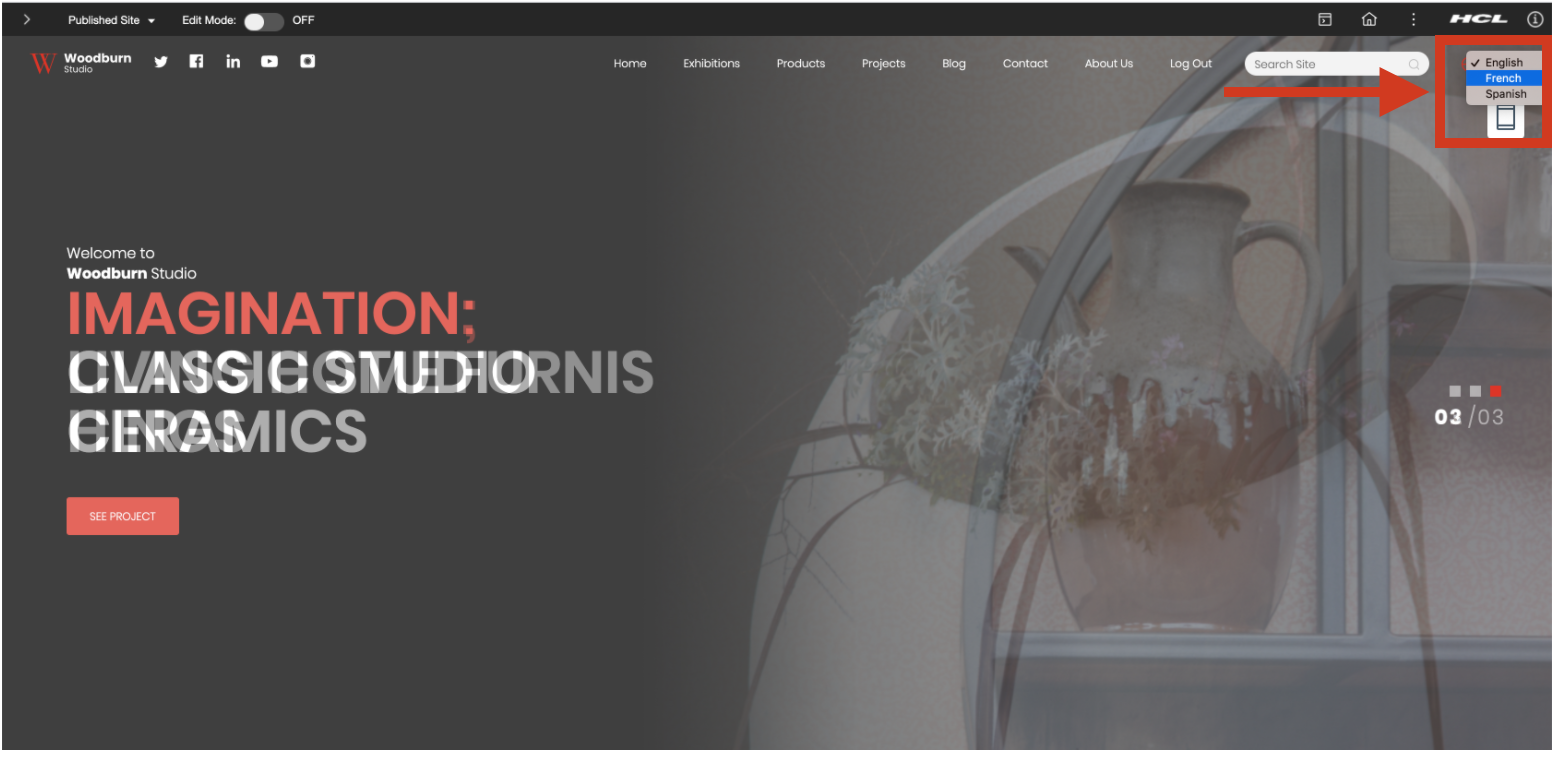 Published Site Edit Mode: OFF HCL
Woodburn
Studio
Home Exhibitions Products Projects Blog Contact About Us Log Out Search Site
✓ English
French
Spanish
Welcome to
Woodburn Studio
IMAGINATION;
CLASSIC STUDIO
CERAMICS
03/03
SEE PROJECT